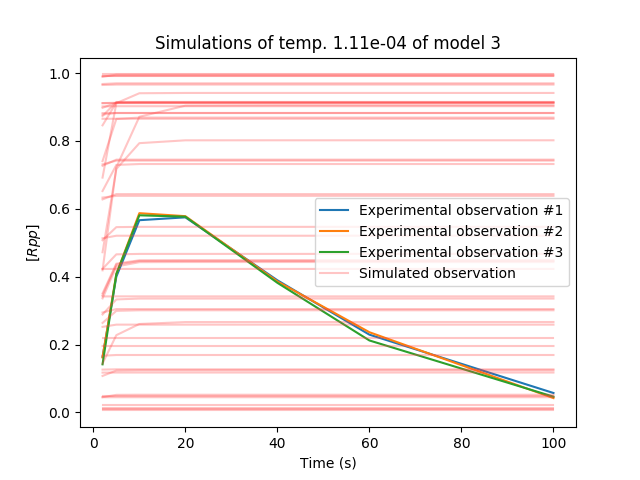 Simulations of temp. 1.11e-04 of model 3
[Rpp]
1.0
0.8
0.6
0.4
0.2
0.0
Experimental observation #1
Experimental observation #2
Experimental observation #3
Simulated observation
0 20 40 60 80 100
Time (s)